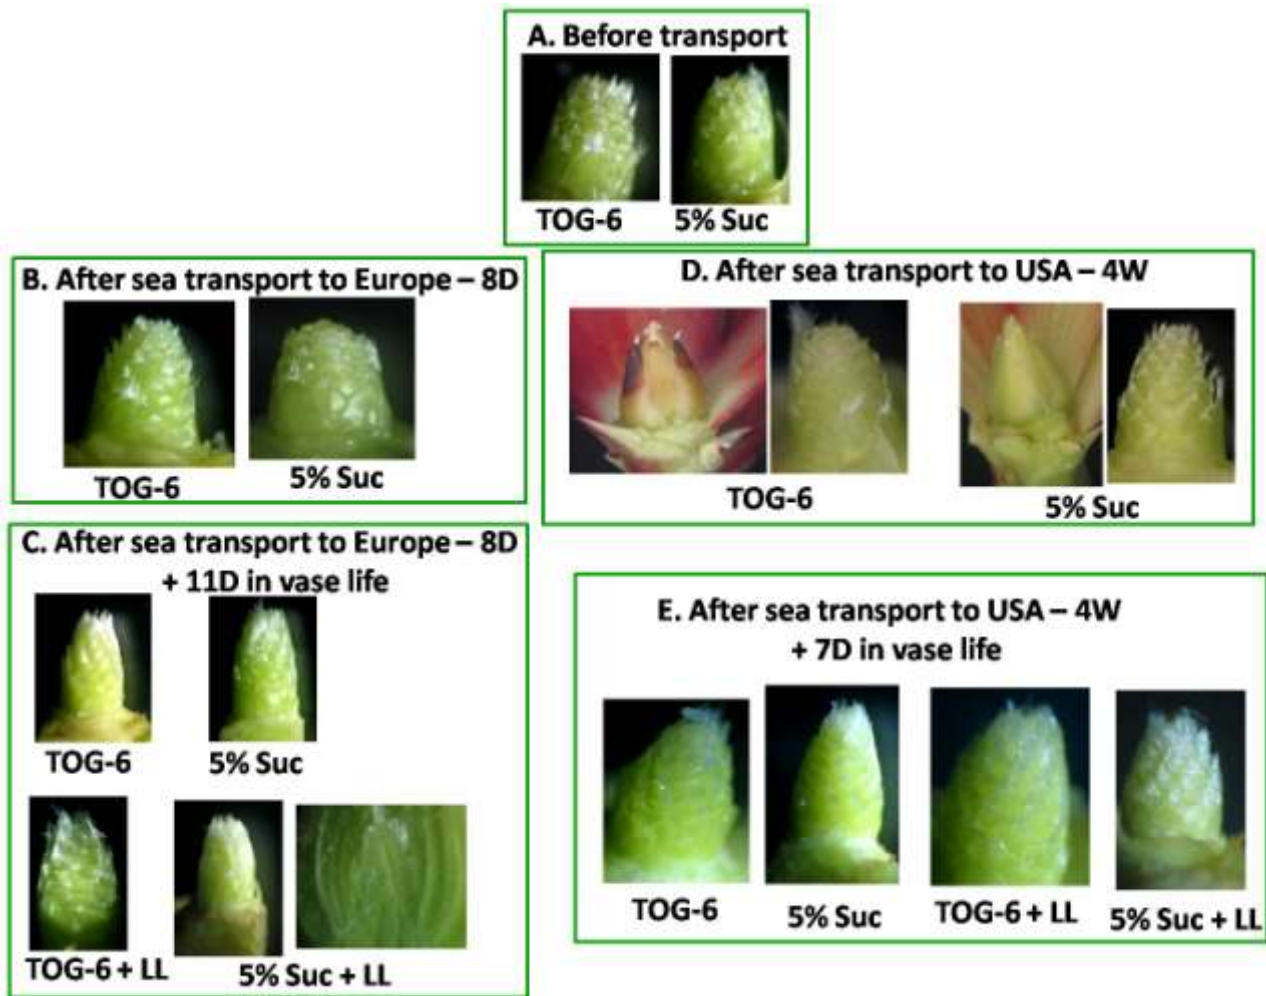 A. Before transport
TOG-6
5% Suc
B. After sea transport to Europe – 8D
TOG-6
5% Suc
D. After sea transport to USA – 4W
TOG-6
5% Suc
C. After sea transport to Europe – 8D
+ 11D in vase life
TOG-6
5% Suc
TOG-6 + LL
5% Suc + LL
E. After sea transport to USA – 4W
+ 7D in vase life
TOG-6
5% Suc
TOG-6 + LL
5% Suc + LL